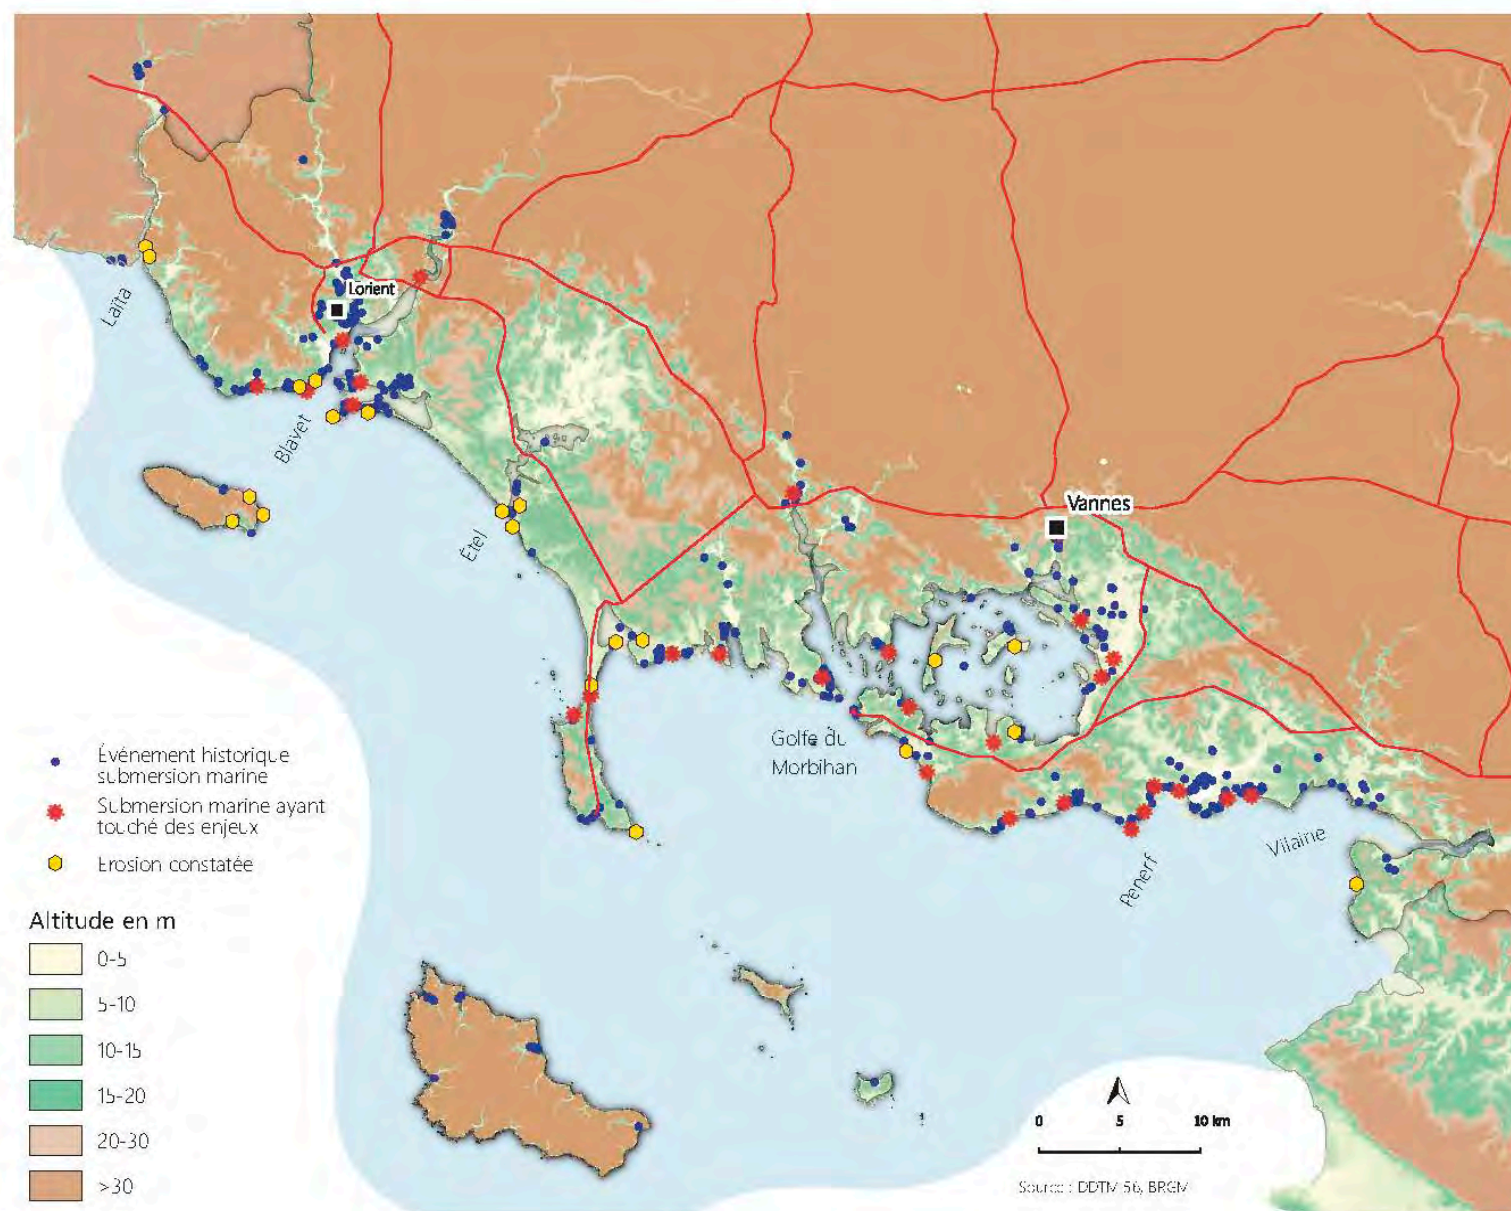 Lorient
Laïta
Blavet
Étel
Vannes
Golfe du
Morbihan
Penerf
Vilaine
Événement historique
submersion marine
Submersion marine ayant
touché des enjeux
Erosion constatée
Altitude en m
0-5
5-10
10-15
15-20
20-30
>30
0 5 10 km
Source : DDTM 56, BRGM